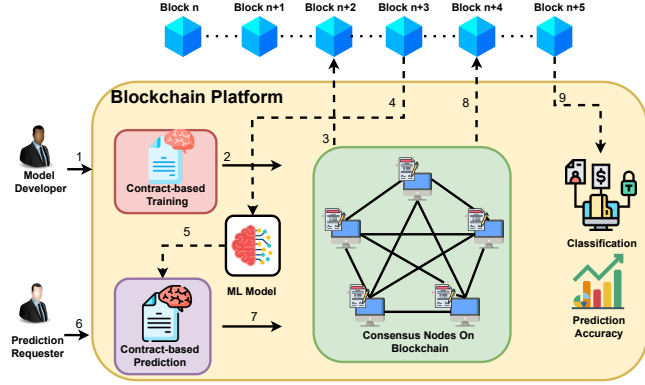 Block n
Block n+1
Block n+2
Block n+3
Block n+4
Block n+5
Blockchain Platform
4
8
9
3
1
2
Model
Developer
Contract-based
Training
5
ML Model
T
Classification
Prediction
Accuracy
6
Prediction
Requester
Contract-based
Prediction
7
Consensus Nodes On
Blockchain